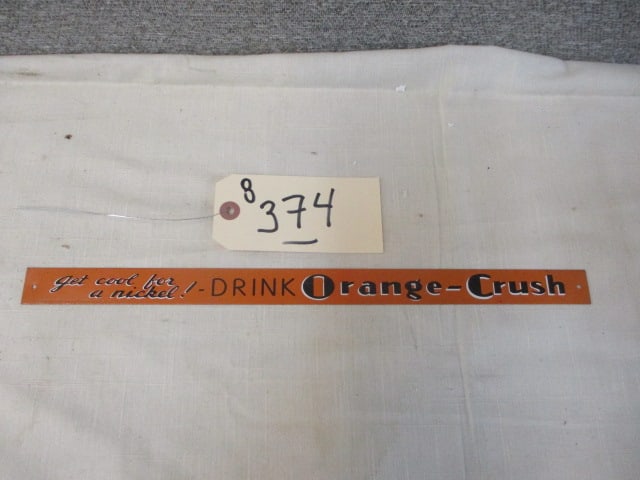 8
374
get cool for
a nickel! - DRINK Orange-Crush